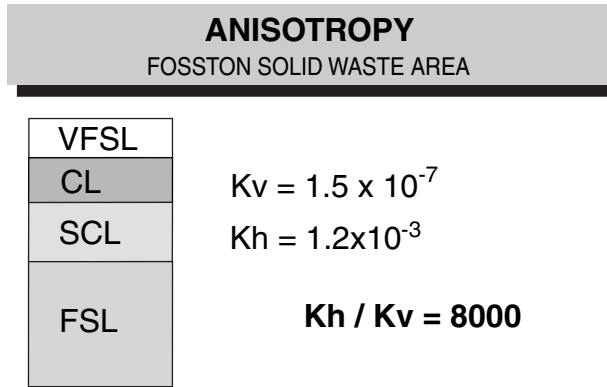 ANISOTROPY
FOSSTON SOLID WASTE AREA
VFSL
CL
SCL
FSL
Kv = 1.5 x 10⁻⁷
Kh = 1.2x10⁻³
Kh / Kv = 8000